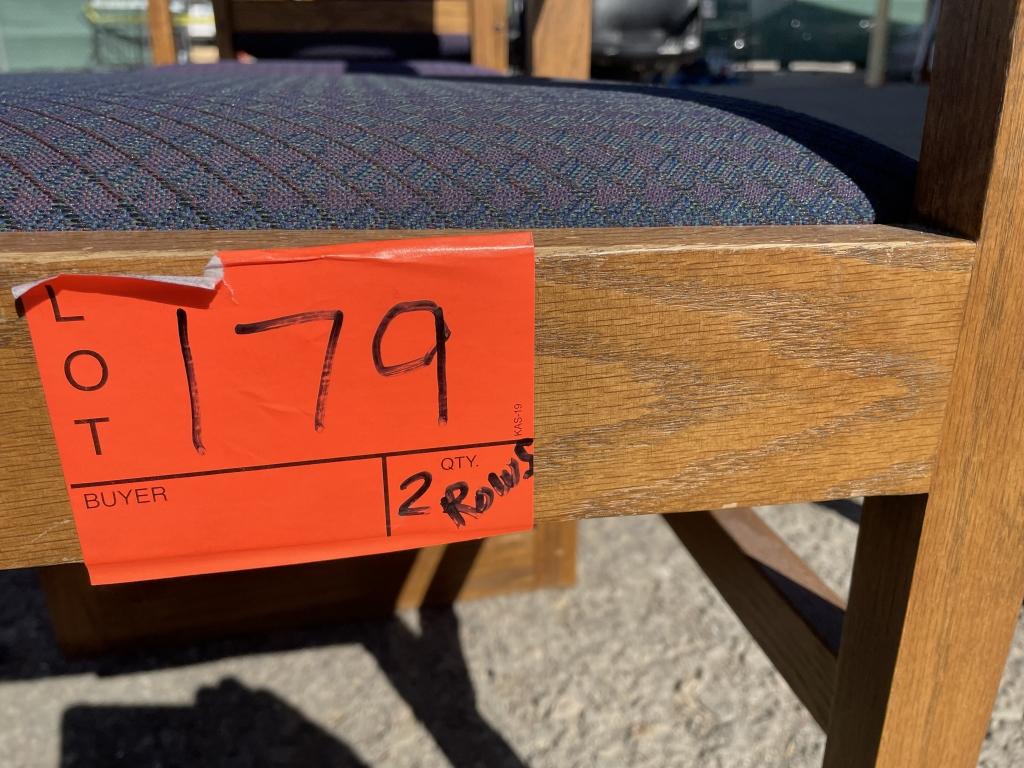 LOT 179
KAS-19
BUYER
QTY.
2 Rows